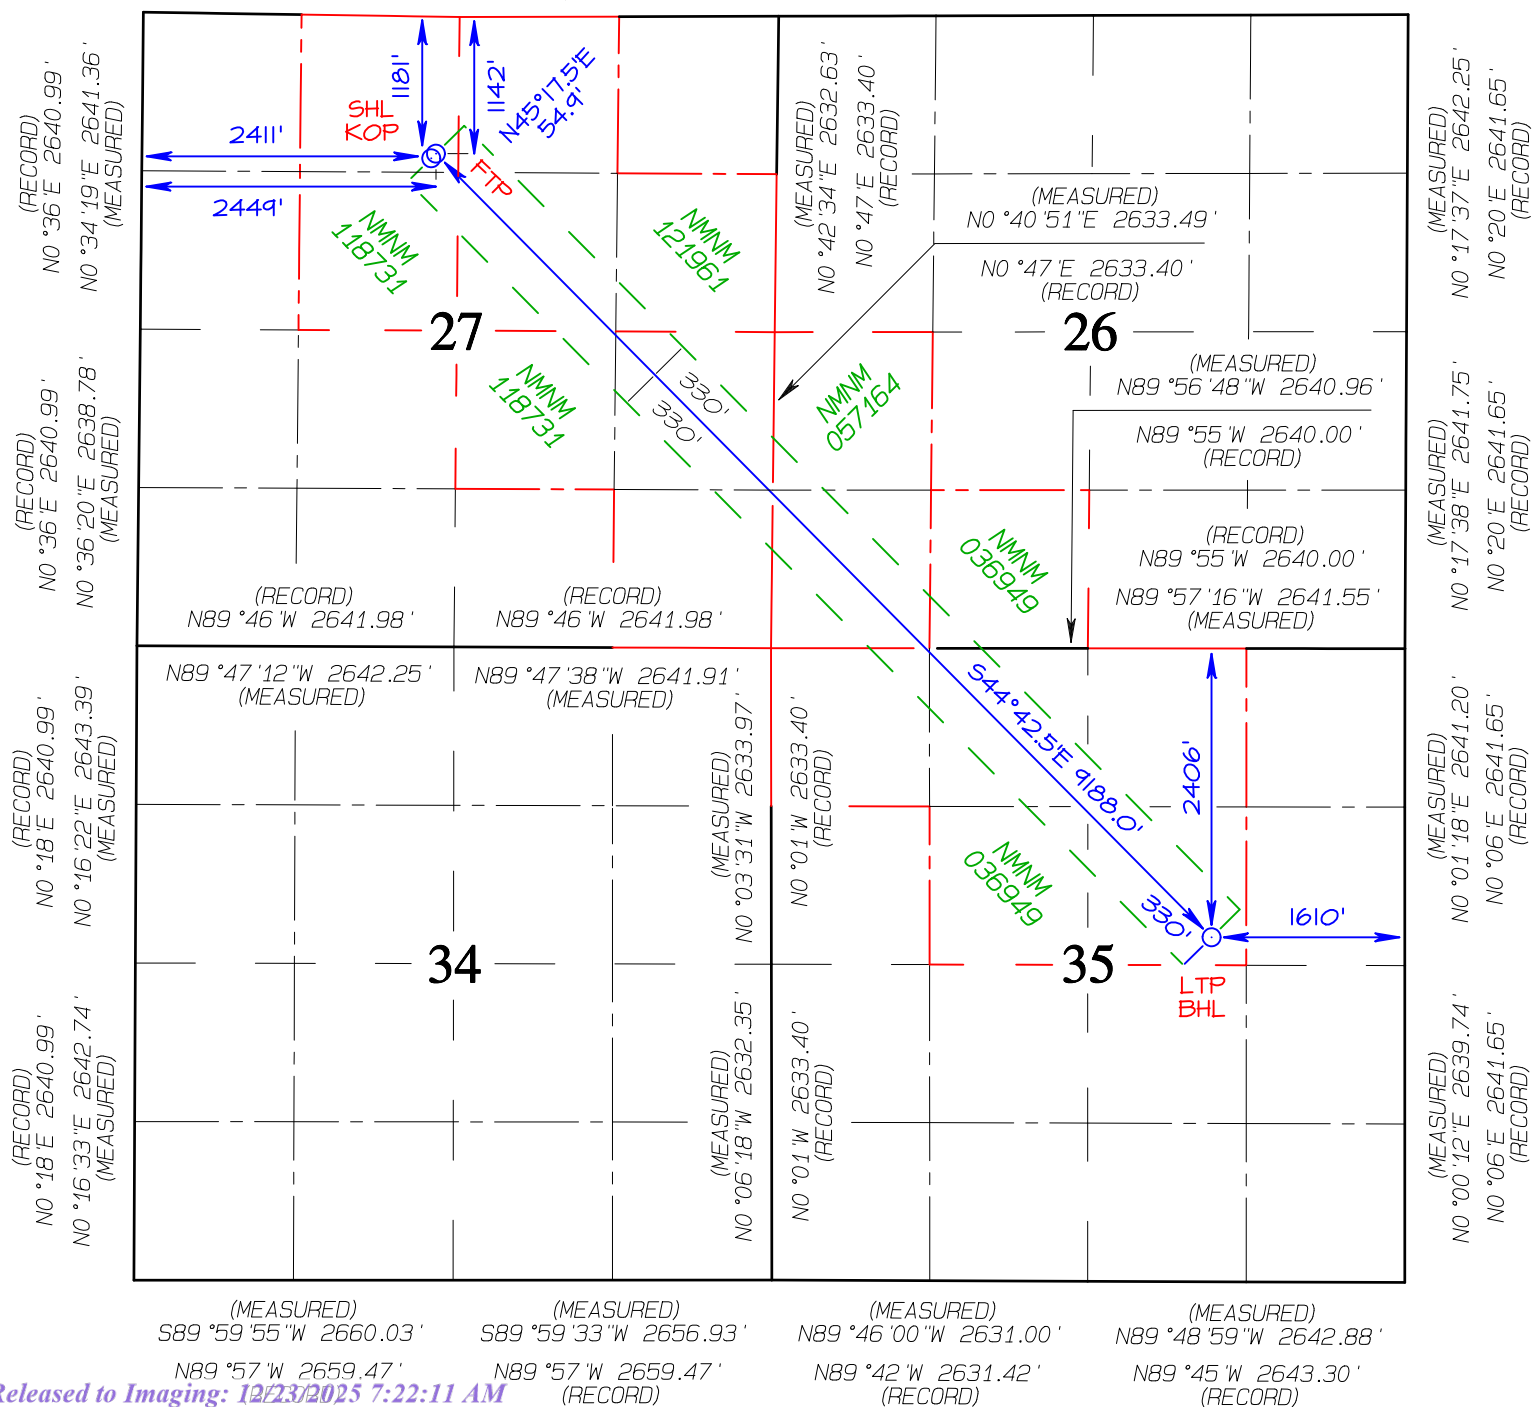 (RECORD)
N0°36'E 2640.99'
N0°34'19"E 2641.36'
(MEASURED)
1181'
1142'
N45°17.5'E
54.9'
SHL
KOP
2411'
FTP
2449'
(MEASURED)
N0°42'34"E 2632.63'
N0°47'E 2633.40'
(RECORD)
(MEASURED)
N0°17'37"E 2642.25'
N0°20'E 2641.65'
(RECORD)
(MEASURED)
N0°40'51"E 2633.49'
N0°47'E 2633.40'
(RECORD)
NMNM
118731
NMNM
121961
27
26
(MEASURED)
N89°56'48"W 2640.96'
N89°55'W 2640.00'
(RECORD)
(RECORD)
N0°36'E 2640.99'
N0°36'20"E 2638.78'
(MEASURED)
NMNM
118731
330'
330'
NMNM
057164
(MEASURED)
N0°17'38"E 2641.75'
N0°20'E 2641.65'
(RECORD)
NMNM
036949
(RECORD)
N89°55'W 2640.00'
N89°57'16"W 2641.55'
(MEASURED)
(RECORD)
N89°46'W 2641.98'
(RECORD)
N89°46'W 2641.98'
N89°47'12"W 2642.25'
(MEASURED)
N89°47'38"W 2641.91'
(MEASURED)
(RECORD)
N0°18'E 2640.99'
N0°16'22"E 2643.39'
(MEASURED)
(MEASURED)
N0°03'31"W 2633.97'
N0°01'W 2633.40'
(RECORD)
S44°42.5'E 9188.0'
2406'
(MEASURED)
N0°01'18"E 2641.20'
N0°06'E 2641.65'
(RECORD)
NMNM
036949
330'
1610'
34
35
LTP
BHL
(RECORD)
N0°18'E 2640.99'
N0°16'33"E 2642.74'
(MEASURED)
(MEASURED)
N0°06'18"W 2632.35'
N0°01'W 2633.40'
(RECORD)
(MEASURED)
N0°00'12"E 2639.74'
N0°06'E 2641.65'
(RECORD)
(MEASURED)
S89°59'55"W 2660.03'
N89°57'W 2659.47'
(RECORD)
(MEASURED)
S89°59'33"W 2656.93'
N89°57'W 2659.47'
(RECORD)
(MEASURED)
N89°46'00"W 2631.00'
N89°42'W 2631.42'
(RECORD)
(MEASURED)
N89°48'59"W 2642.88'
N89°45'W 2643.30'
(RECORD)
Released to Imaging: 12/23/2025 7:22:11 AM